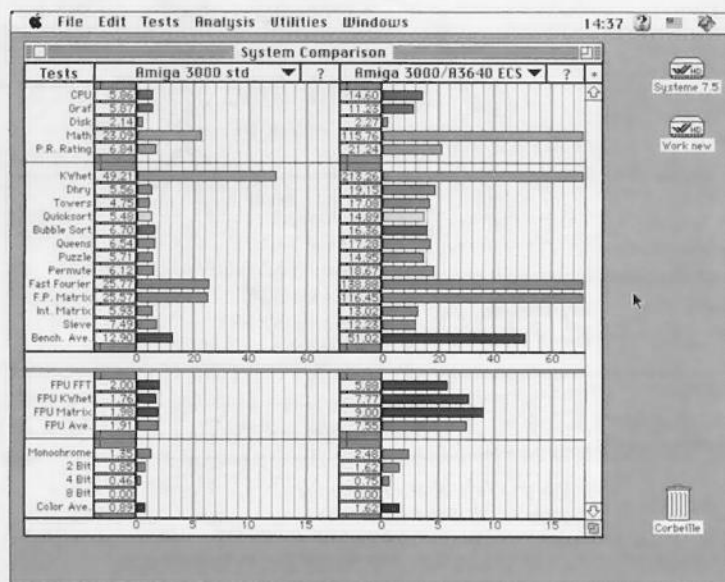 File Edit Tests Analysis Utilities Windows 14:37
System Comparison
Tests Amiga 3000 std ? Amiga 3000/A3640 ECS ?
CPU 5.86 14.60
Graf 5.87 11.23
Disk 2.14 2.27
Math 23.09 115.76
P.R. Rating 6.84 21.24
KWhet 49.21 213.26
Dhry 5.56 19.15
Towers 4.75 17.08
Quicksort 5.48 14.89
Bubble Sort 6.70 16.36
Queens 6.54 17.28
Puzzle 5.71 14.95
Permute 6.12 18.67
Fast Fourier 25.77 138.88
F.P. Matrix 25.57 116.45
Int. Matrix 5.93 13.02
Sieve 7.49 12.23
Bench. Ave. 12.90 51.02
0 20 40 60 0 20 40 60
FPU FFT 2.00 5.88
FPU KWhet 1.76 7.77
FPU Matrix 1.98 9.00
FPU Ave. 1.91 7.55
Monochrome 1.35 2.48
2 Bit 0.85 1.62
4 Bit 0.46 0.75
8 Bit 0.00 0.00
Color Ave. 0.89 1.62
0 5 10 15 0 5 10 15
Systeme 7.5
Work new
Corbeille